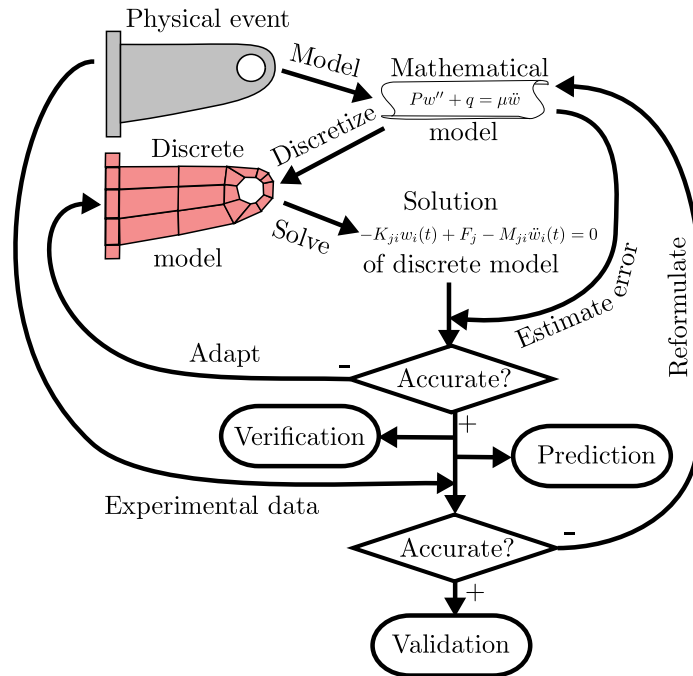 Physical event
Model
Mathematical
Pw″ + q = μẅ
model
Discretize
Discrete
model
Solve
Solution
−K_{ji}w_i(t) + F_j − M_{ji}ẅ_i(t) = 0
of discrete model
Estimate error
Reformulate
Adapt
-
Accurate?
+
Verification
Prediction
Experimental data
Accurate?
-
+
Validation